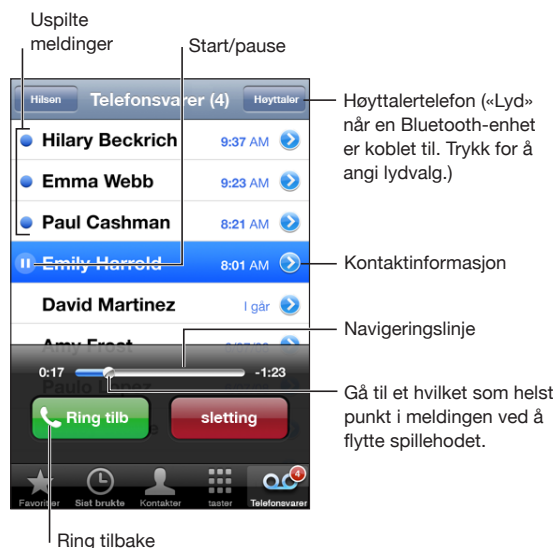 Uspilte
meldinger
Start/pause
Hilsen
Telefonsvarer (4)
Høyttaler
Høyttalertelefon («Lyd»
når en Bluetooth-enhet
er koblet til. Trykk for å
angi lydvalg.)
Hilary Beckrich 9:37 AM
Emma Webb 9:23 AM
Paul Cashman 8:21 AM
Emily Harrold 8:01 AM
Kontaktinformasjon
David Martinez I går
Navigeringslinje
Amy Frost
0:17 -1:23
Paulo Lopez
Gå til et hvilket som helst
punkt i meldingen ved å
flytte spillehodet.
Ring tilb
sletting
4
Favoritter Sist brukte Kontakter taster Telefonsvarer
Ring tilbake